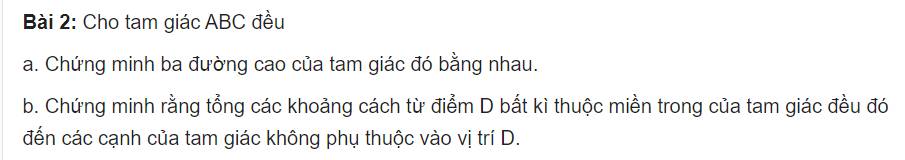 Bài 2: Cho tam giác ABC đều
a. Chứng minh ba đường cao của tam giác đó bằng nhau.
b. Chứng minh rằng tổng các khoảng cách từ điểm D bất kì thuộc miền trong của tam giác đều đó
đến các cạnh của tam giác không phụ thuộc vào vị trí D.